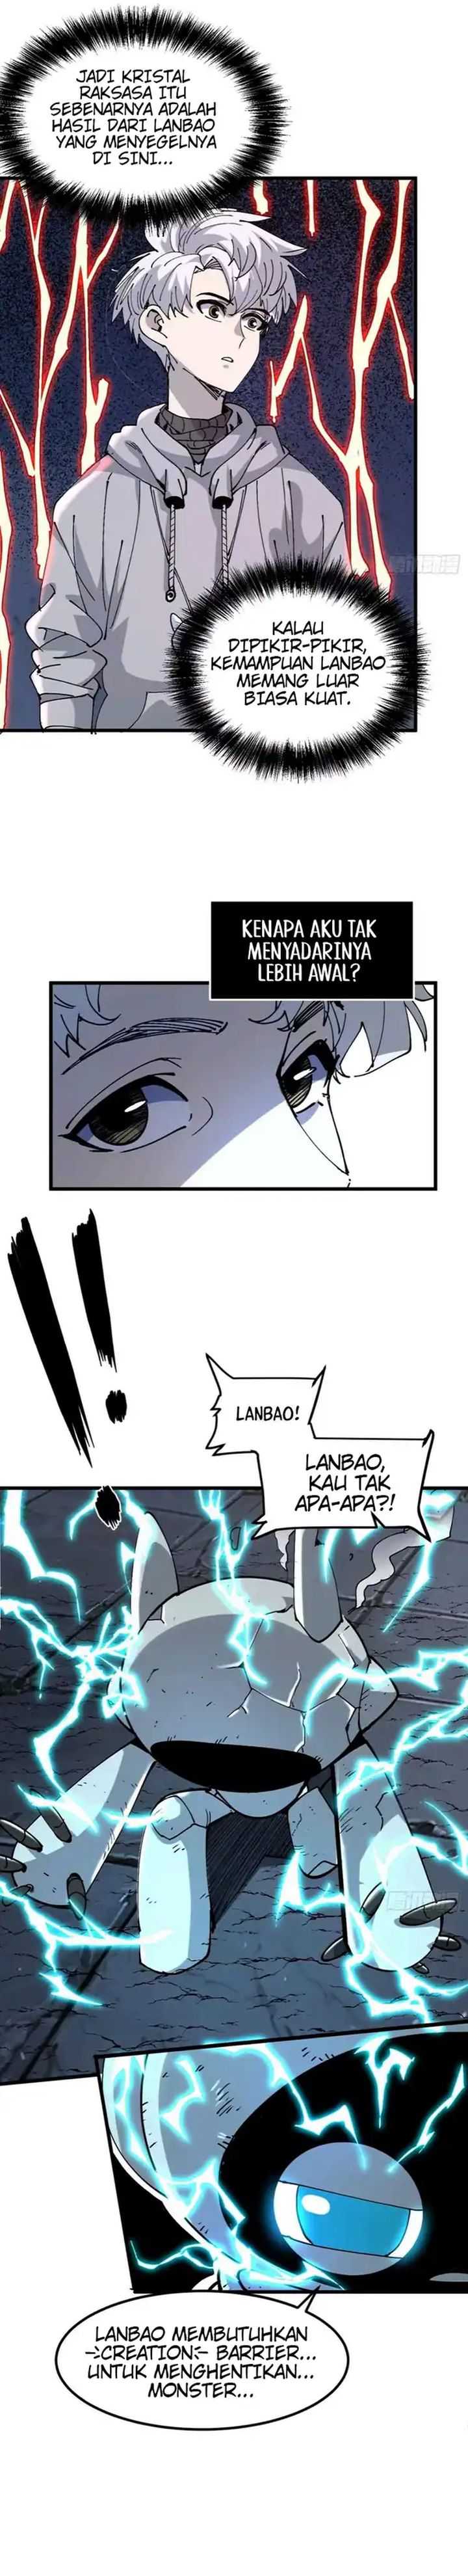 JADI KRISTAL
RAKSASA ITU
SEBENARNYA ADALAH
HASIL DARI LANBAO
YANG MENYEGELNYA
DI SINI...
KALAU
DIPIKIR-PIKIR,
KEMAMPUAN LANBAO
MEMANG LUAR
BIASA KUAT.
KENAPA AKU TAK
MENYADARINYA
LEBIH AWAL?
LANBAO!
LANBAO,
KAU TAK
APA-APA?!
LANBAO MEMBUTUHKAN
CREATION BARRIER...
UNTUK MENGHENTIKAN...
MONSTER...